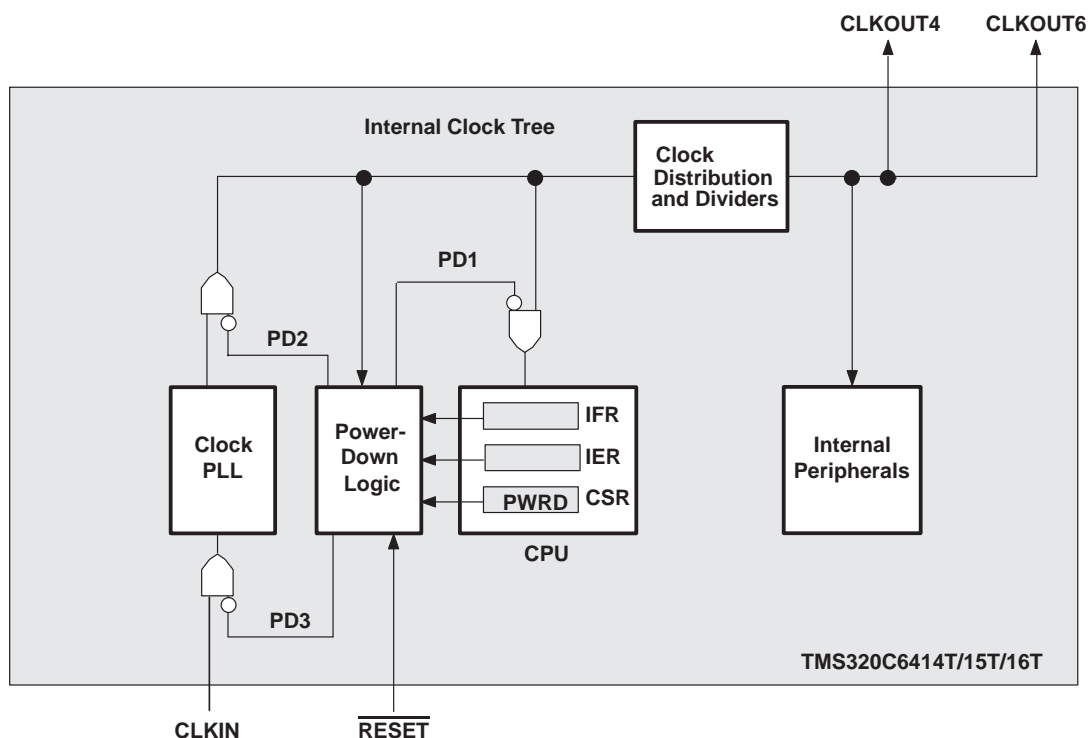 CLKOUT4 CLKOUT6
Internal Clock Tree
Clock
Distribution
and Dividers
PD1
PD2
Clock
PLL
Power-
Down
Logic
IFR
IER
PWRD CSR
CPU
Internal
Peripherals
PD3
TMS320C6414T/15T/16T
CLKIN RESET